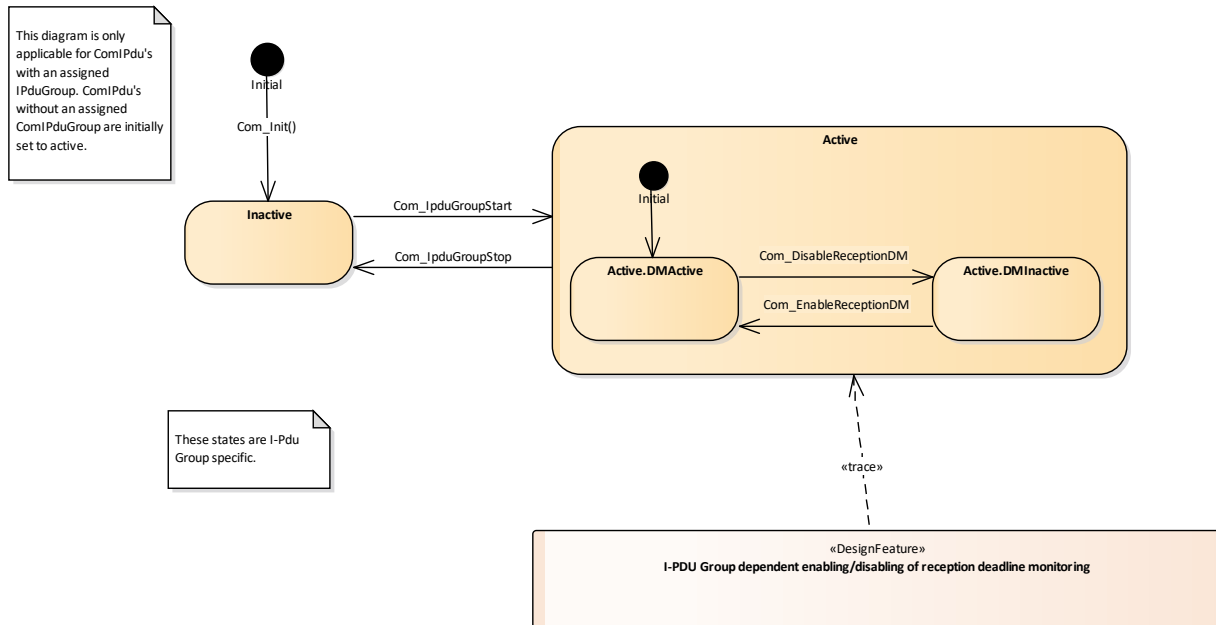 This diagram is only
applicable for ComIPdu's
with an assigned
IPduGroup. ComIPdu's
without an assigned
ComIPduGroup are initially
set to active.
Initial
Com_Init()
Inactive
Com_IpduGroupStart
Com_IpduGroupStop
Active
Initial
Active.DMActive
Com_DisableReceptionDM
Com_EnableReceptionDM
Active.DMInactive
These states are I-Pdu
Group specific.
«trace»
«DesignFeature»
I-PDU Group dependent enabling/disabling of reception deadline monitoring